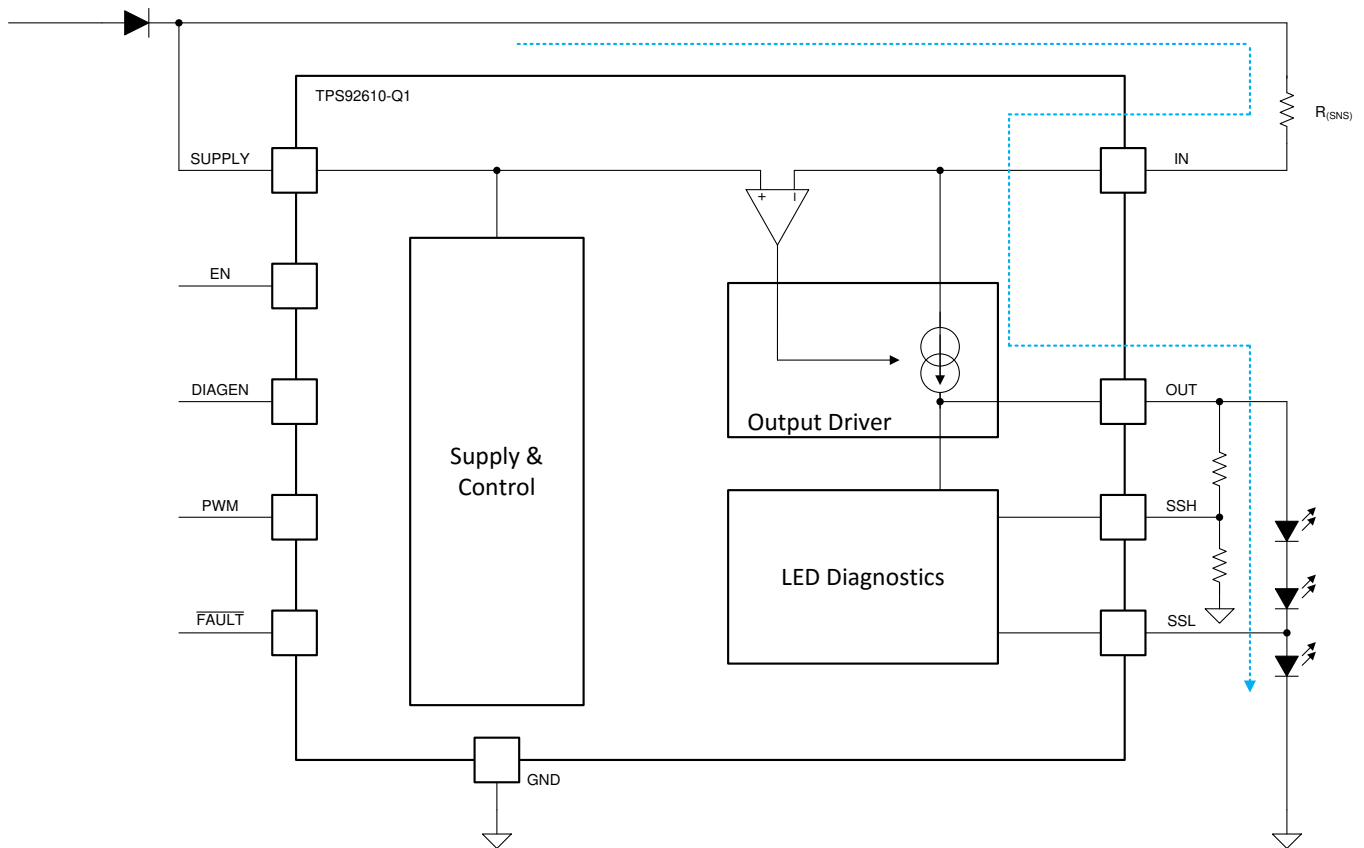 TPS92610-Q1
R(SNS)
SUPPLY
IN
+ −
EN
DIAGEN
OUT
Output Driver
Supply &
Control
PWM
SSH
LED Diagnostics
FAULT
SSL
GND